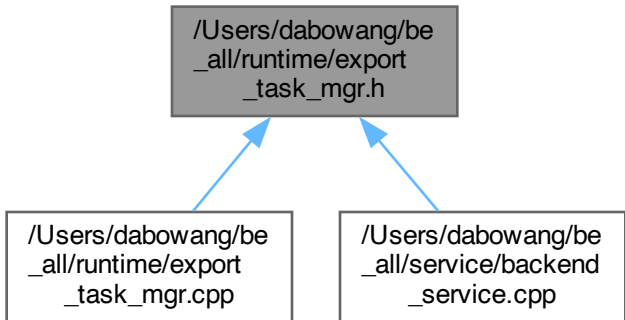 /Users/dabowang/be
_all/runtime/export
_task_mgr.h
/Users/dabowang/be
_all/runtime/export
_task_mgr.cpp
/Users/dabowang/be
_all/service/backend
_service.cpp